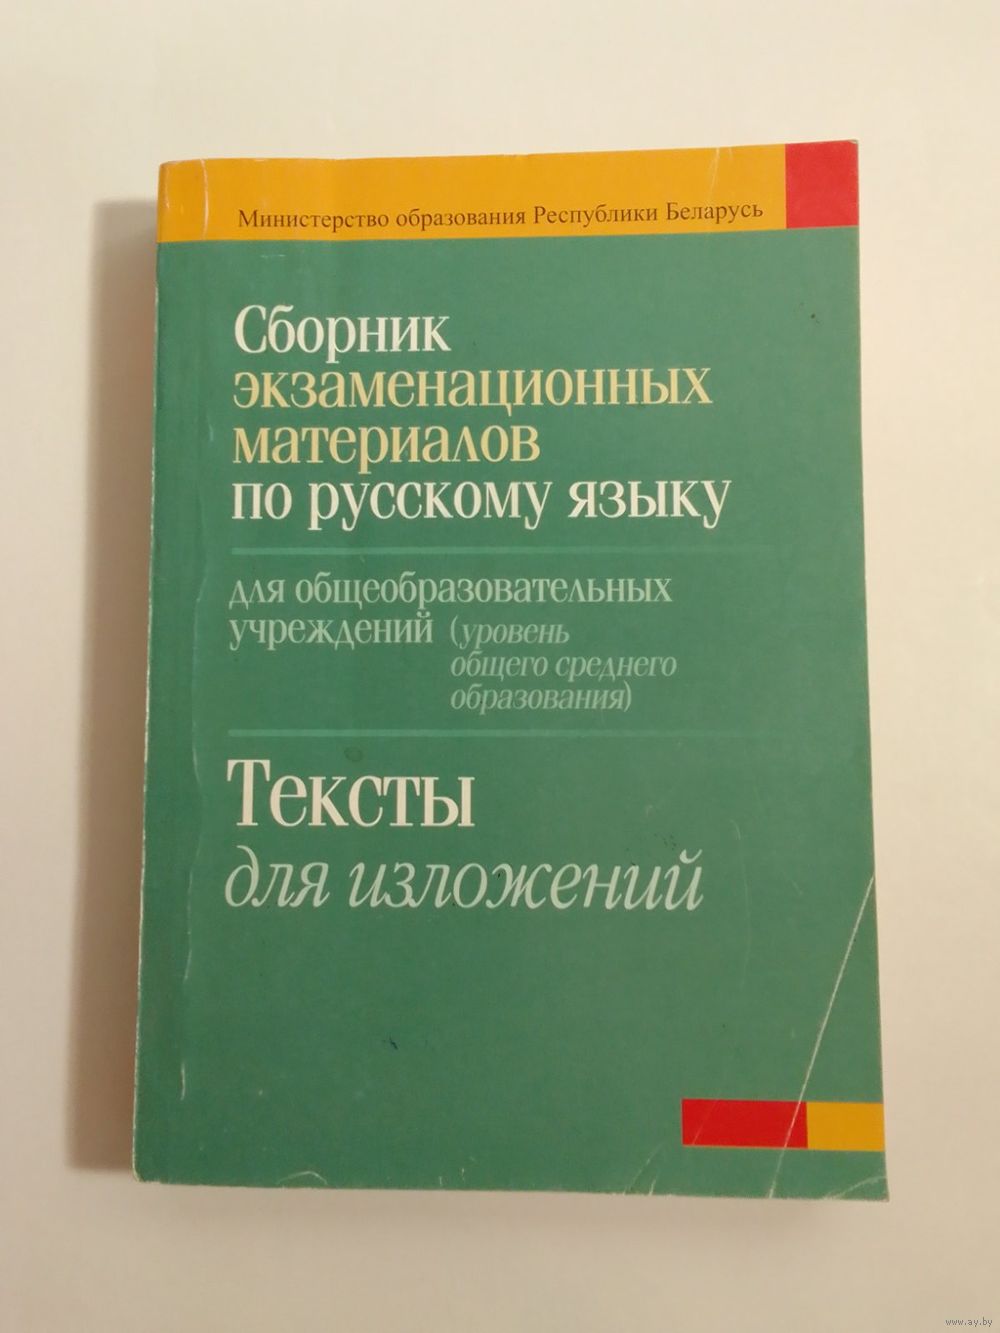 Министерство образования Республики Беларусь
Сборник
экзаменационных
материалов
по русскому языку
для общеобразовательных
учреждений (уровень
общего среднего
образования)
Тексты
для изложений
www.ay.by